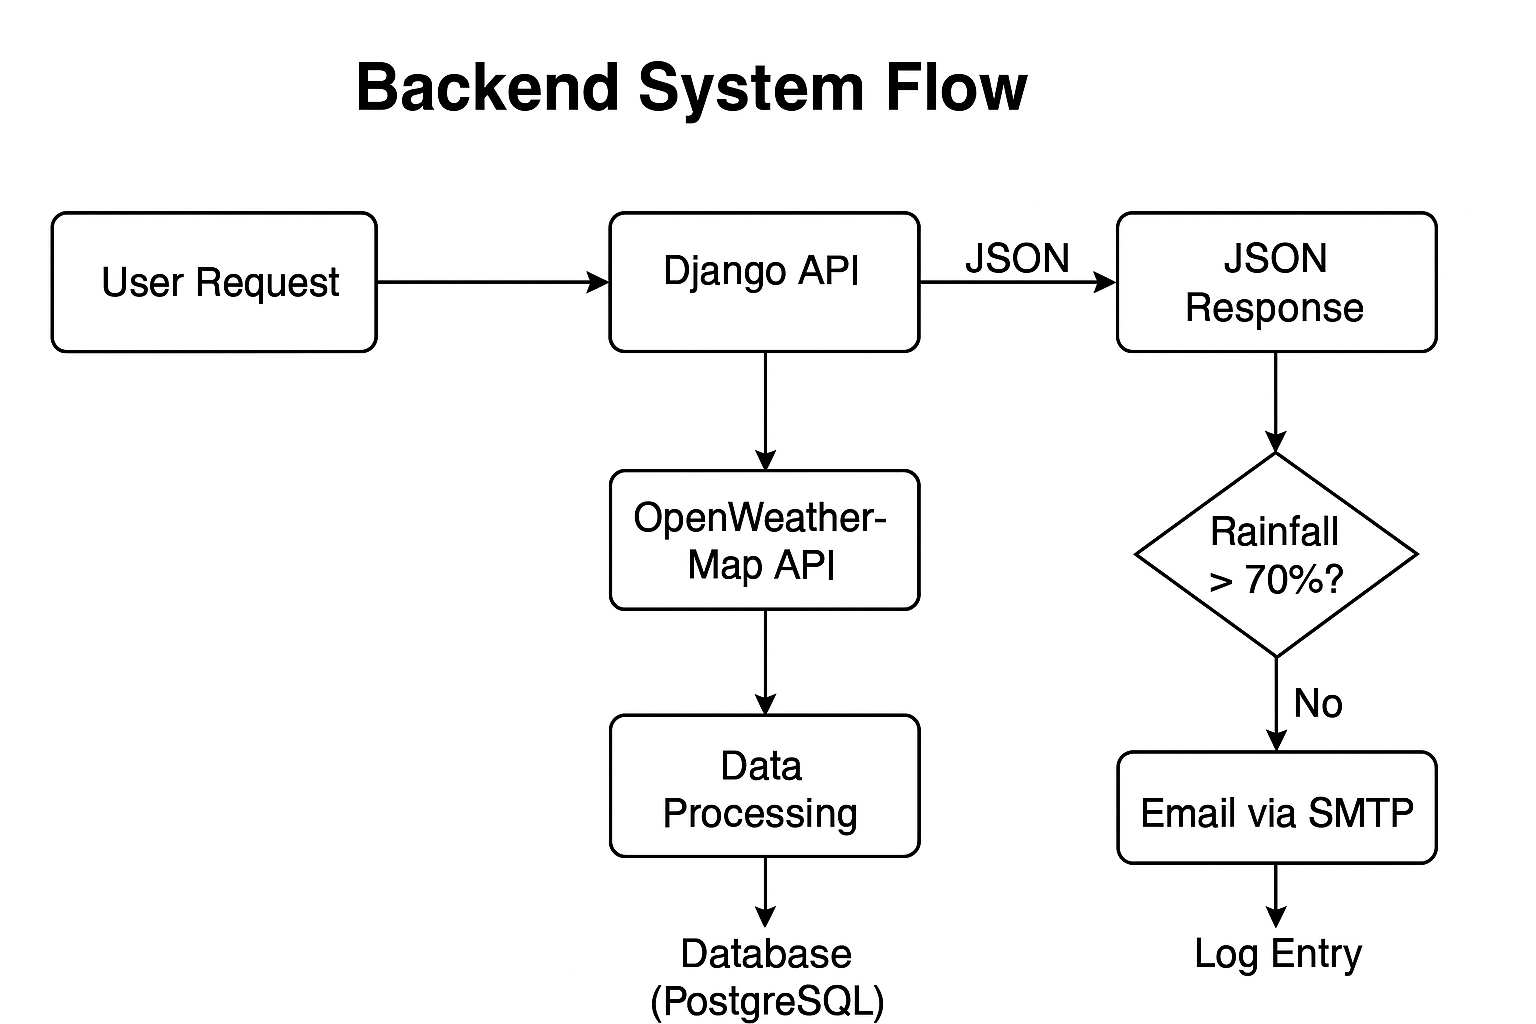 Backend System Flow
User Request
Django API
JSON
JSON
Response
OpenWeather-
Map API
Rainfall
> 70%?
No
Data
Processing
Email via SMTP
Database
(PostgreSQL)
Log Entry